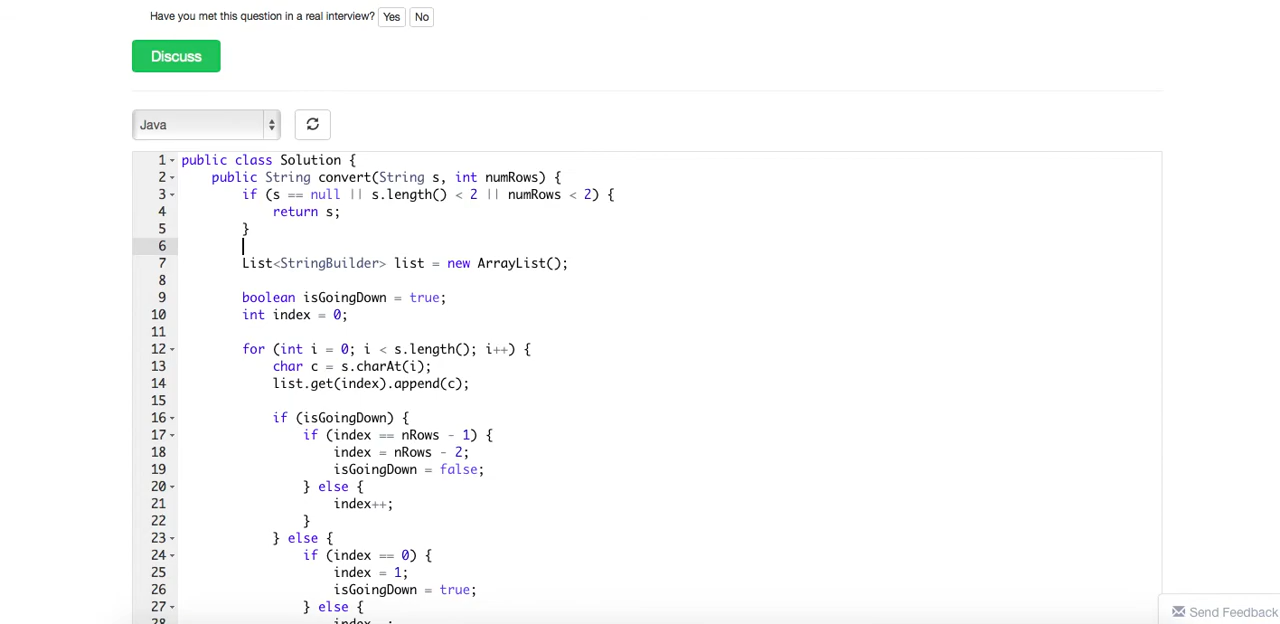 Have you met this question in a real interview? Yes No
Discuss
Java
1 public class Solution {
2 public String convert(String s, int numRows) {
3 if (s == null || s.length() < 2 || numRows < 2) {
4 return s;
5 }
6
7 List<StringBuilder> list = new ArrayList();
8
9 boolean isGoingDown = true;
10 int index = 0;
11
12 for (int i = 0; i < s.length(); i++) {
13 char c = s.charAt(i);
14 list.get(index).append(c);
15
16 if (isGoingDown) {
17 if (index == nRows - 1) {
18 index = nRows - 2;
19 isGoingDown = false;
20 } else {
21 index++;
22 }
23 } else {
24 if (index == 0) {
25 index = 1;
26 isGoingDown = true;
27 } else {
28
Send Feedback